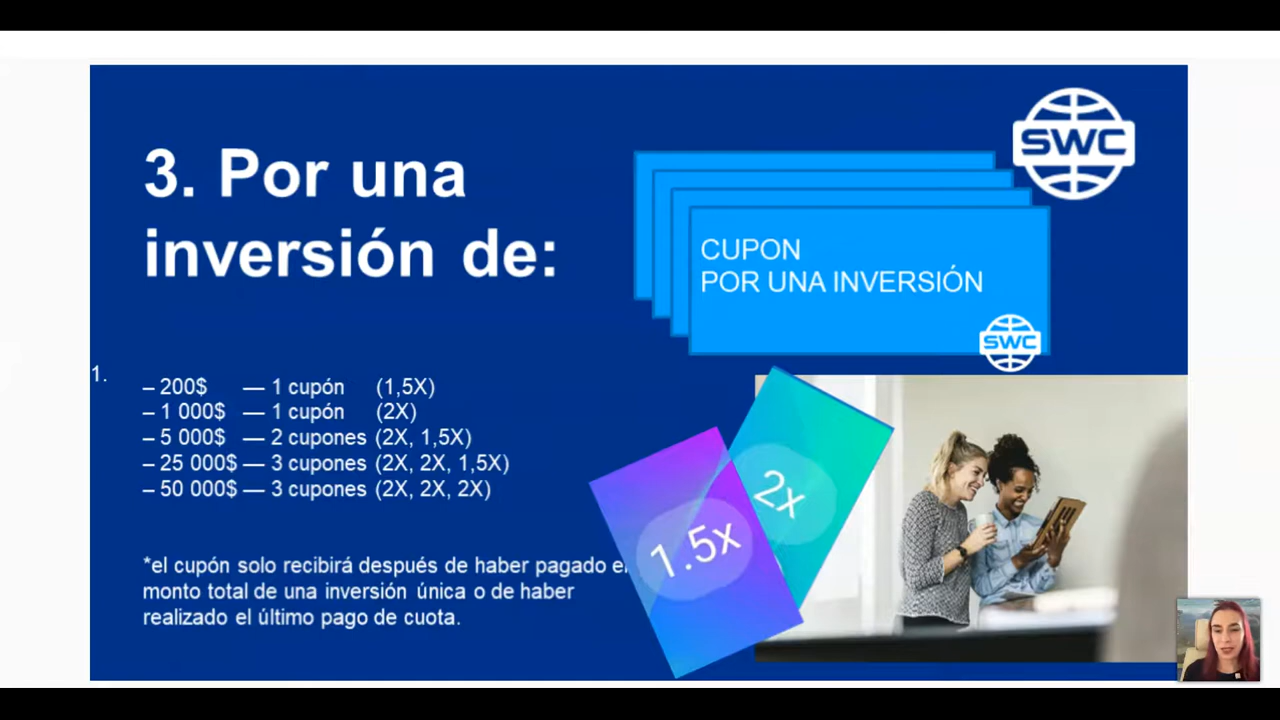 3. Por una
inversión de:
SWC
CUPON
POR UNA INVERSIÓN
SWC
1.
– 200$ — 1 cupón (1,5X)
– 1 000$ — 1 cupón (2X)
– 5 000$ — 2 cupones (2X, 1,5X)
– 25 000$ — 3 cupones (2X, 2X, 1,5X)
– 50 000$ — 3 cupones (2X, 2X, 2X)
*el cupón solo recibirá después de haber pagado el
monto total de una inversión única o de haber
realizado el último pago de cuota.
1.5x
2x